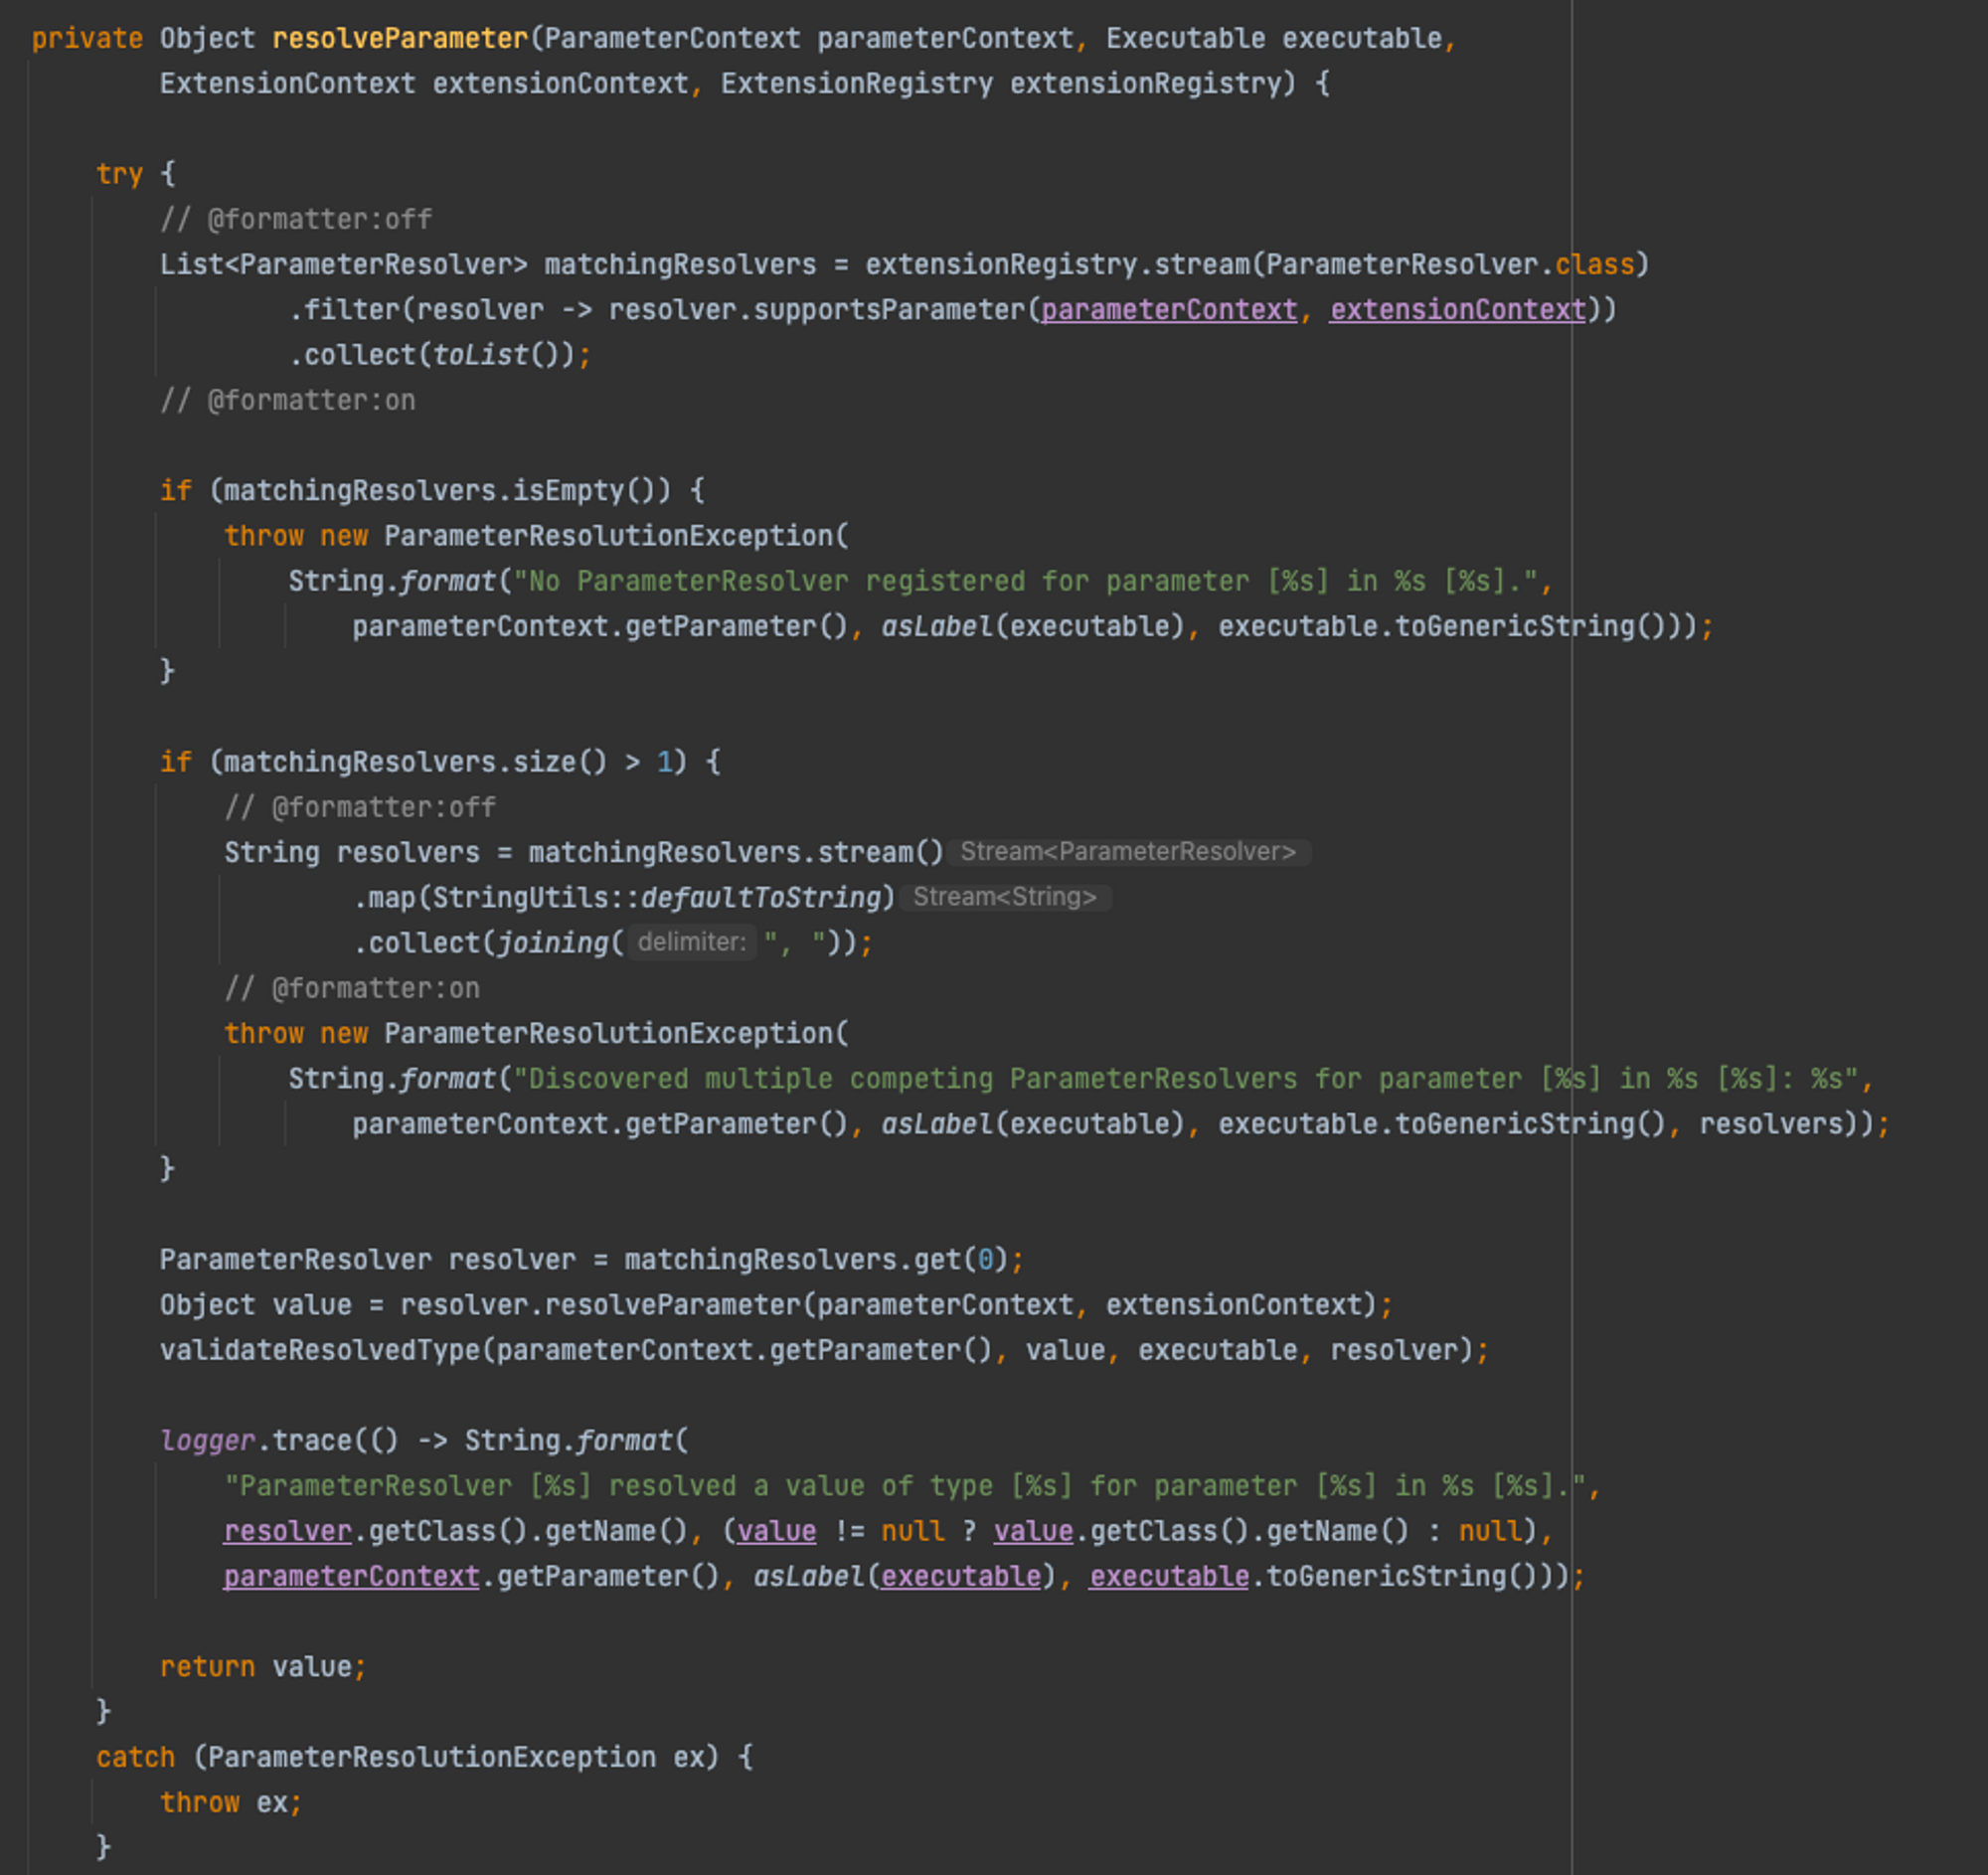 private Object resolveParameter(ParameterContext parameterContext, Executable executable,
        ExtensionContext extensionContext, ExtensionRegistry extensionRegistry) {

    try {
        // @formatter:off
        List<ParameterResolver> matchingResolvers = extensionRegistry.stream(ParameterResolver.class)
                .filter(resolver -> resolver.supportsParameter(parameterContext, extensionContext))
                .collect(toList());
        // @formatter:on

        if (matchingResolvers.isEmpty()) {
            throw new ParameterResolutionException(
                String.format("No ParameterResolver registered for parameter [%s] in %s [%s].",
                    parameterContext.getParameter(), asLabel(executable), executable.toGenericString()));
        }

        if (matchingResolvers.size() > 1) {
            // @formatter:off
            String resolvers = matchingResolvers.stream() Stream<ParameterResolver>
                    .map(StringUtils::defaultToString) Stream<String>
                    .collect(joining( delimiter: ", "));
            // @formatter:on
            throw new ParameterResolutionException(
                String.format("Discovered multiple competing ParameterResolvers for parameter [%s] in %s [%s]: %s",
                    parameterContext.getParameter(), asLabel(executable), executable.toGenericString(), resolvers));
        }

        ParameterResolver resolver = matchingResolvers.get(0);
        Object value = resolver.resolveParameter(parameterContext, extensionContext);
        validateResolvedType(parameterContext.getParameter(), value, executable, resolver);

        logger.trace(() -> String.format(
            "ParameterResolver [%s] resolved a value of type [%s] for parameter [%s] in %s [%s].",
            resolver.getClass().getName(), (value != null ? value.getClass().getName() : null),
            parameterContext.getParameter(), asLabel(executable), executable.toGenericString()));

        return value;
    }
    catch (ParameterResolutionException ex) {
        throw ex;
    }